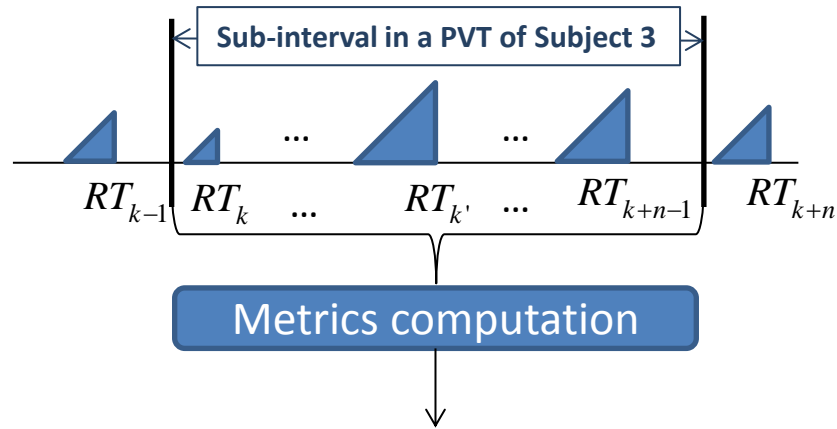 Sub-interval in a PVT of Subject 3
... ...
RT_{k-1} RT_k ... RT_{k'} ... RT_{k+n-1} RT_{k+n}
Metrics computation